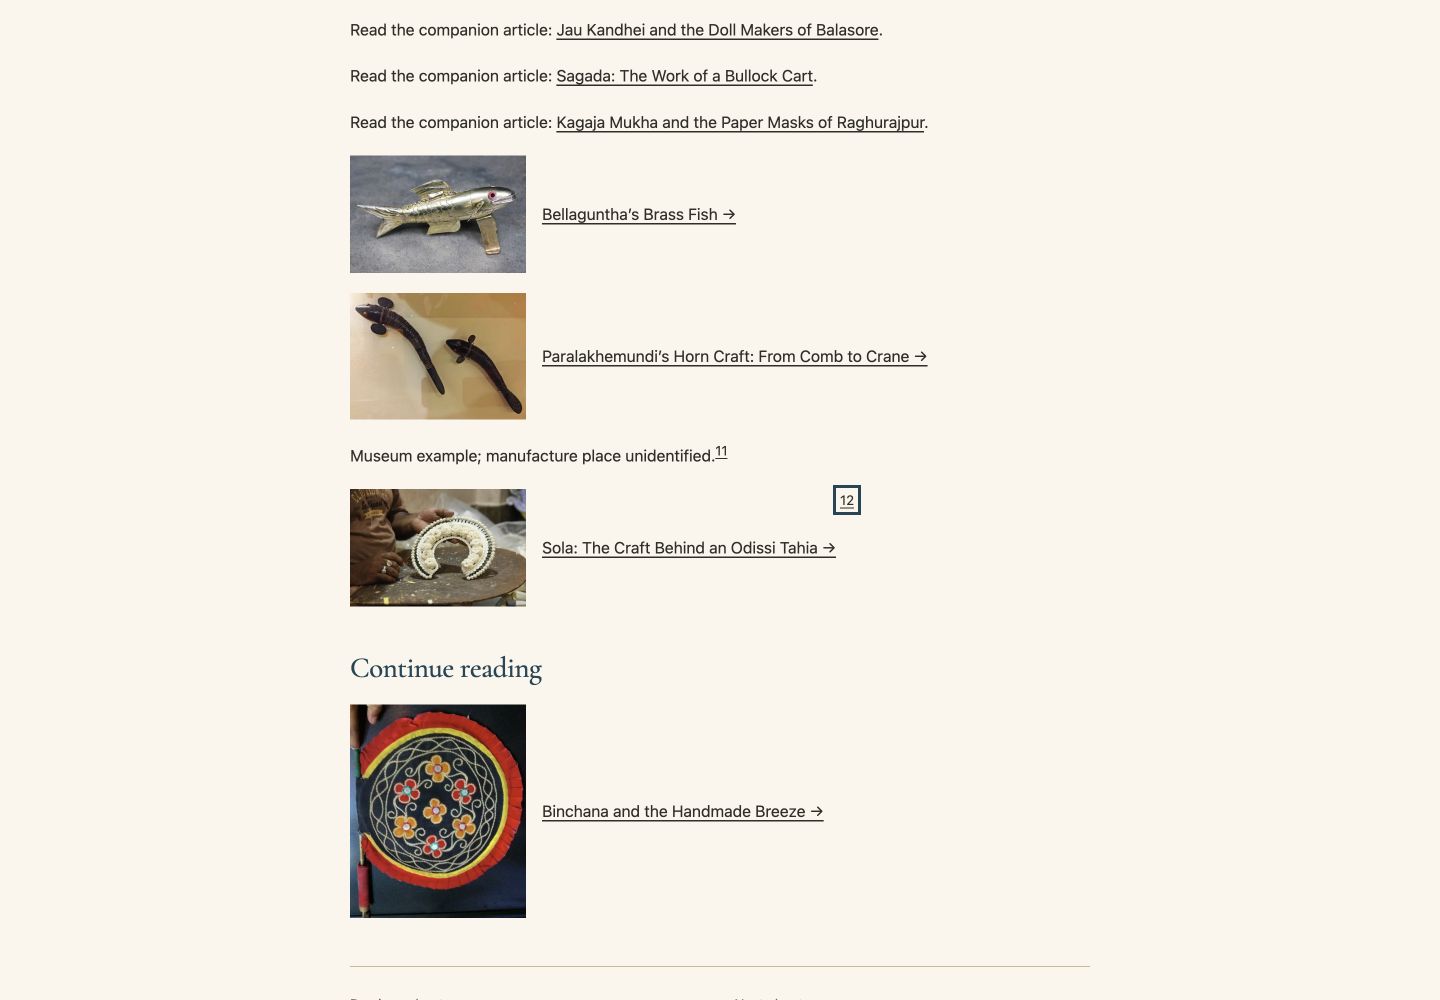 Read the companion article: Jau Kandhei and the Doll Makers of Balasore.
Read the companion article: Sagada: The Work of a Bullock Cart.
Read the companion article: Kagaja Mukha and the Paper Masks of Raghurajpur.
Bellaguntha’s Brass Fish →
Paralakhemundi’s Horn Craft: From Comb to Crane →
Museum example; manufacture place unidentified.11
12
Sola: The Craft Behind an Odissi Tahia →
Continue reading
Binchana and the Handmade Breeze →